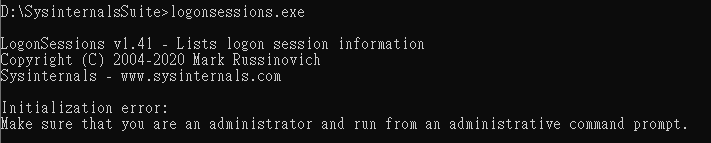 D:\SysinternalsSuite>logonsessions.exe
LogonSessions v1.41 - Lists logon session information
Copyright (C) 2004-2020 Mark Russinovich
Sysinternals - www.sysinternals.com
Initialization error:
Make sure that you are an administrator and run from an administrative command prompt.